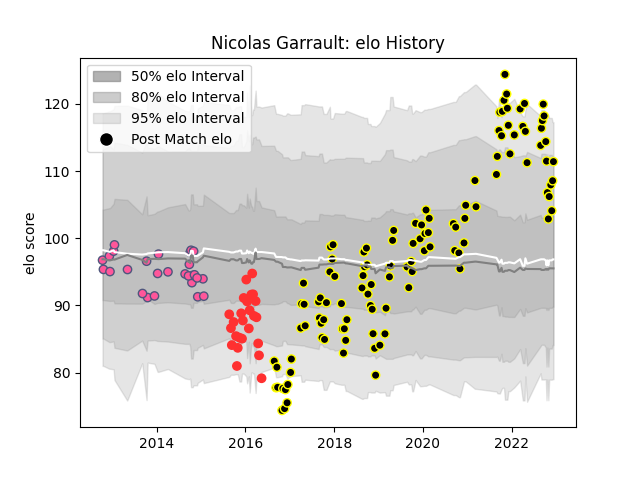 Nicolas Garrault: elo History
50% elo Interval
80% elo Interval
95% elo Interval
Post Match elo
elo score
120
110
100
90
80
2014 2016 2018 2020 2022